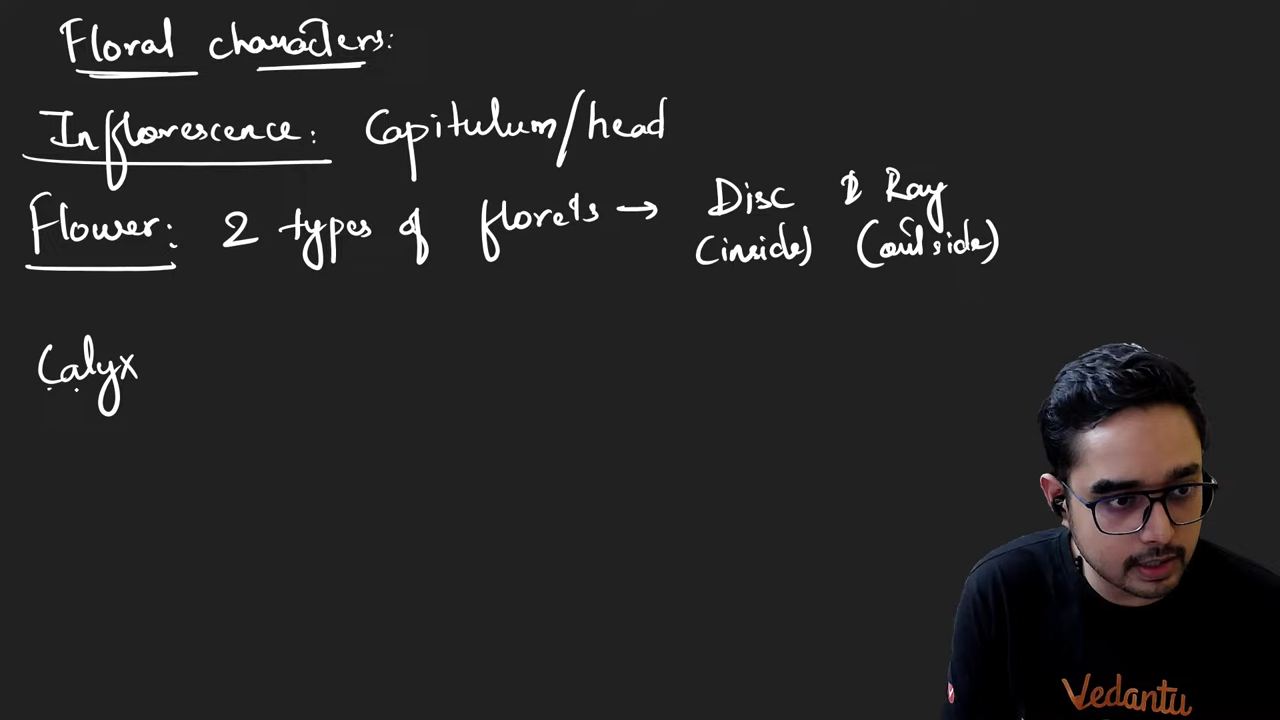 Floral characters:
Inflorescence: Capitulum/head
Flower: 2 types of florets → Disc & Ray
(inside) (outside)
Calyx
Vedantu